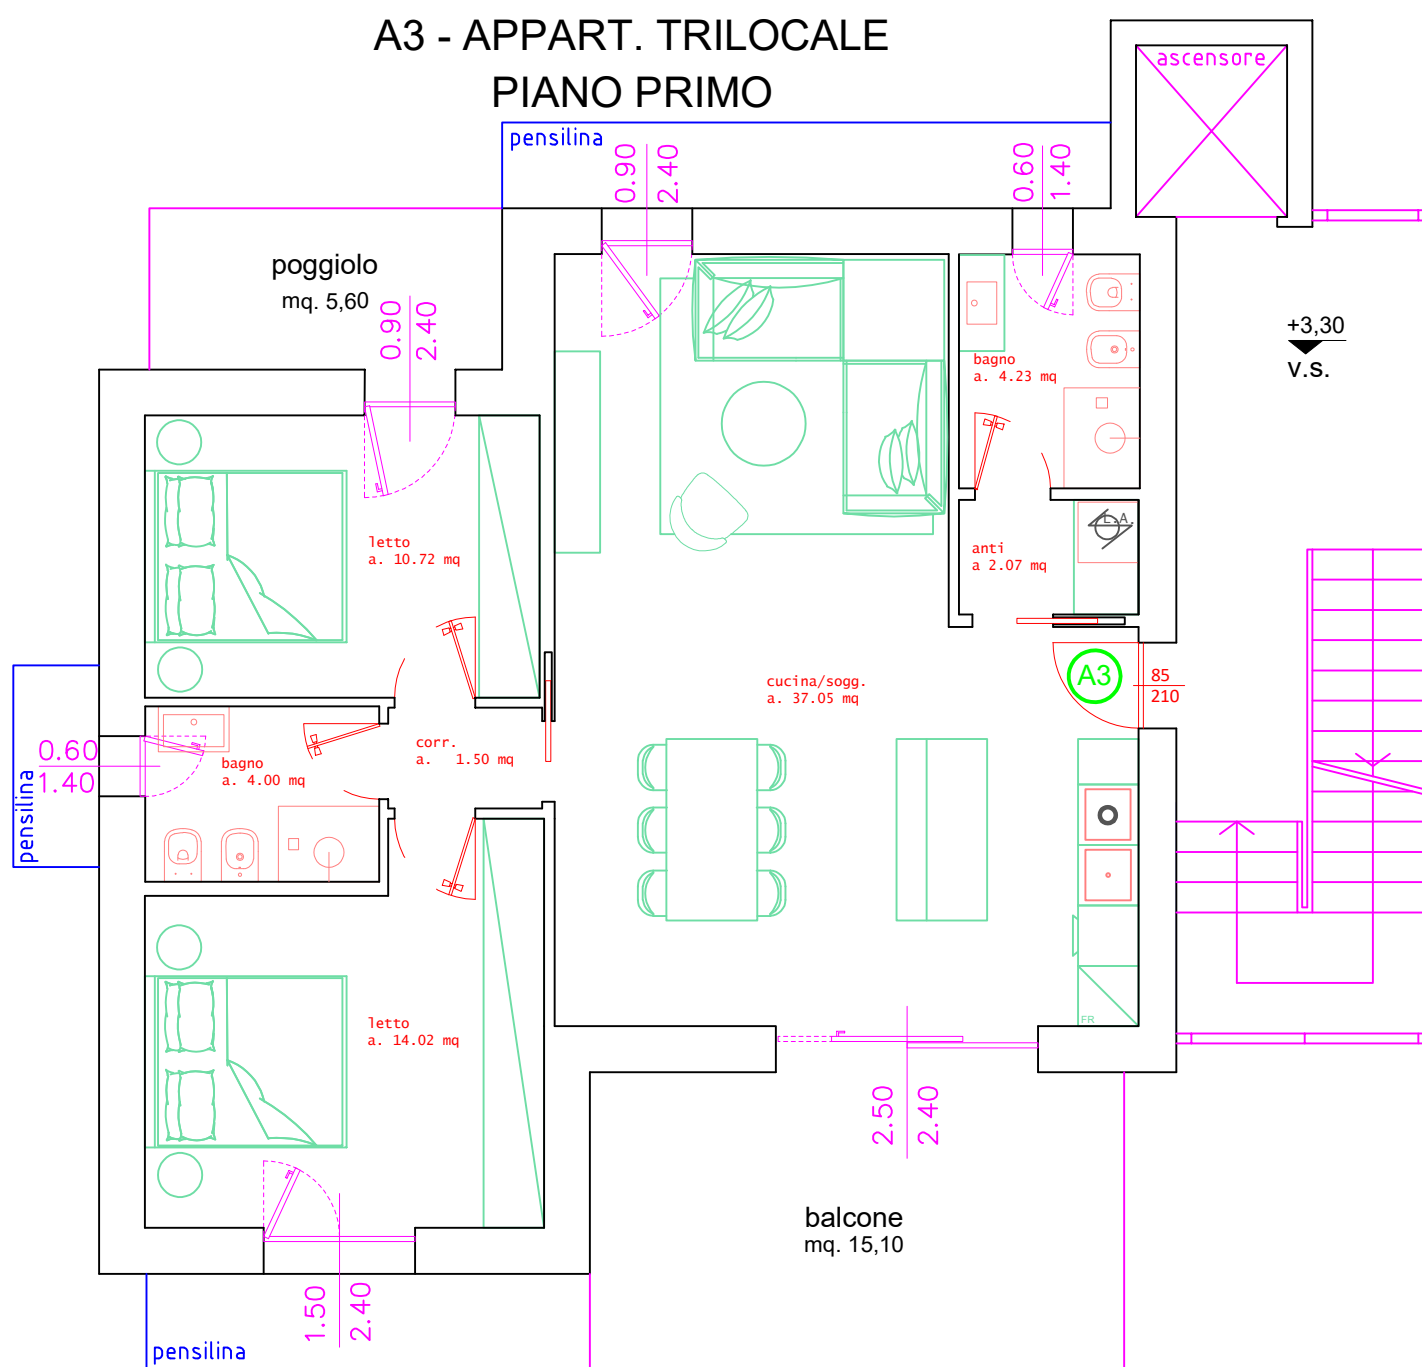 A3 - APPART. TRILOCALE
PIANO PRIMO
ascensore
pensilina
0.90
2.40
0.60
1.40
poggiolo
mq. 5,60
0.90
2.40
+3,30
v.s.
bagno
a. 4.23 mq
L.A.
letto
a. 10.72 mq
anti
a 2.07 mq
cucina/sogg.
a. 37.05 mq
A3
85
210
0.60
1.40
pensilina
bagno
a. 4.00 mq
corr.
a. 1.50 mq
letto
a. 14.02 mq
FR
2.50
2.40
balcone
mq. 15,10
1.50
2.40
pensilina